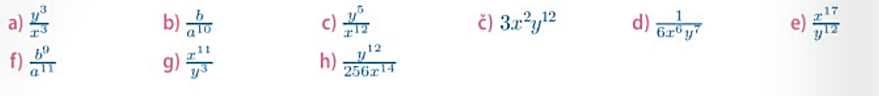 a) y³/x³ b) b/a¹⁰ c) y⁵/x¹² č) 3x²y¹² d) 1/6x⁶y⁷ e) x¹⁷/y¹²
f) b⁹/a¹¹ g) x¹¹/y³ h) y¹²/256x¹⁴